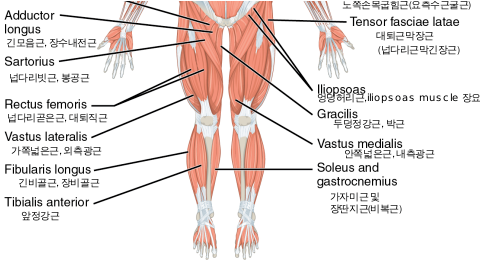 노쪽손목굽힘근(요측수근굴근)
Adductor
longus
긴모음근, 장수내전근
Sartorius
넙다리빗근, 봉공근
Rectus femoris
넙다리곧은근, 대퇴직근
Vastus lateralis
가쪽넓은근, 외측광근
Fibularis longus
긴비골근, 장비골근
Tibialis anterior
앞정강근
Tensor fasciae latae
대퇴근막장근
(넙다리근막긴장근)
Iliopsoas
엉덩허리근,iliopsoas muscle 장요
Gracilis
두덩정강근, 박근
Vastus medialis
안쪽넓은근, 내측광근
Soleus and
gastrocnemius
가자미근 및
장딴지근(비복근)